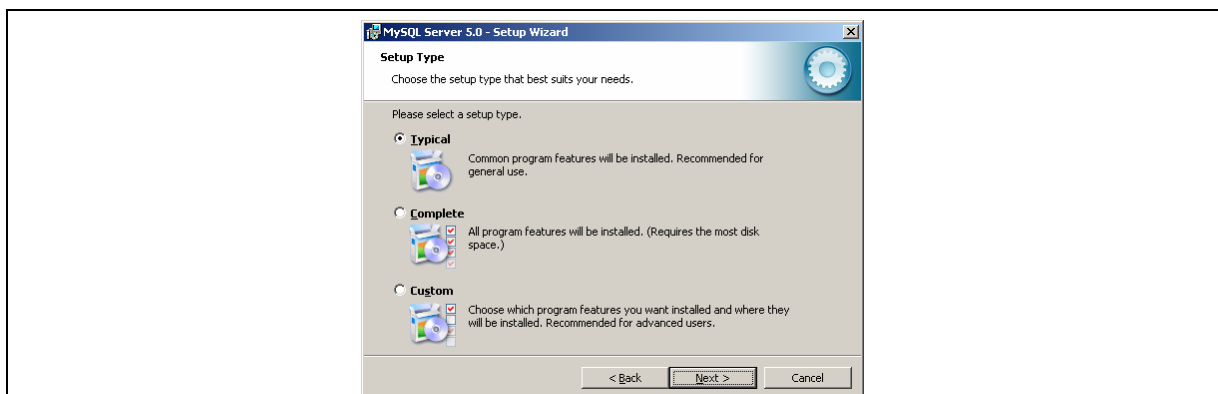 MySQL Server 5.0 - Setup Wizard
Setup Type
Choose the setup type that best suits your needs.
Please select a setup type.
Typical
Common program features will be installed. Recommended for
general use.
Complete
All program features will be installed. (Requires the most disk
space.)
Custom
Choose which program features you want installed and where they
will be installed. Recommended for advanced users.
< Back
Next >
Cancel